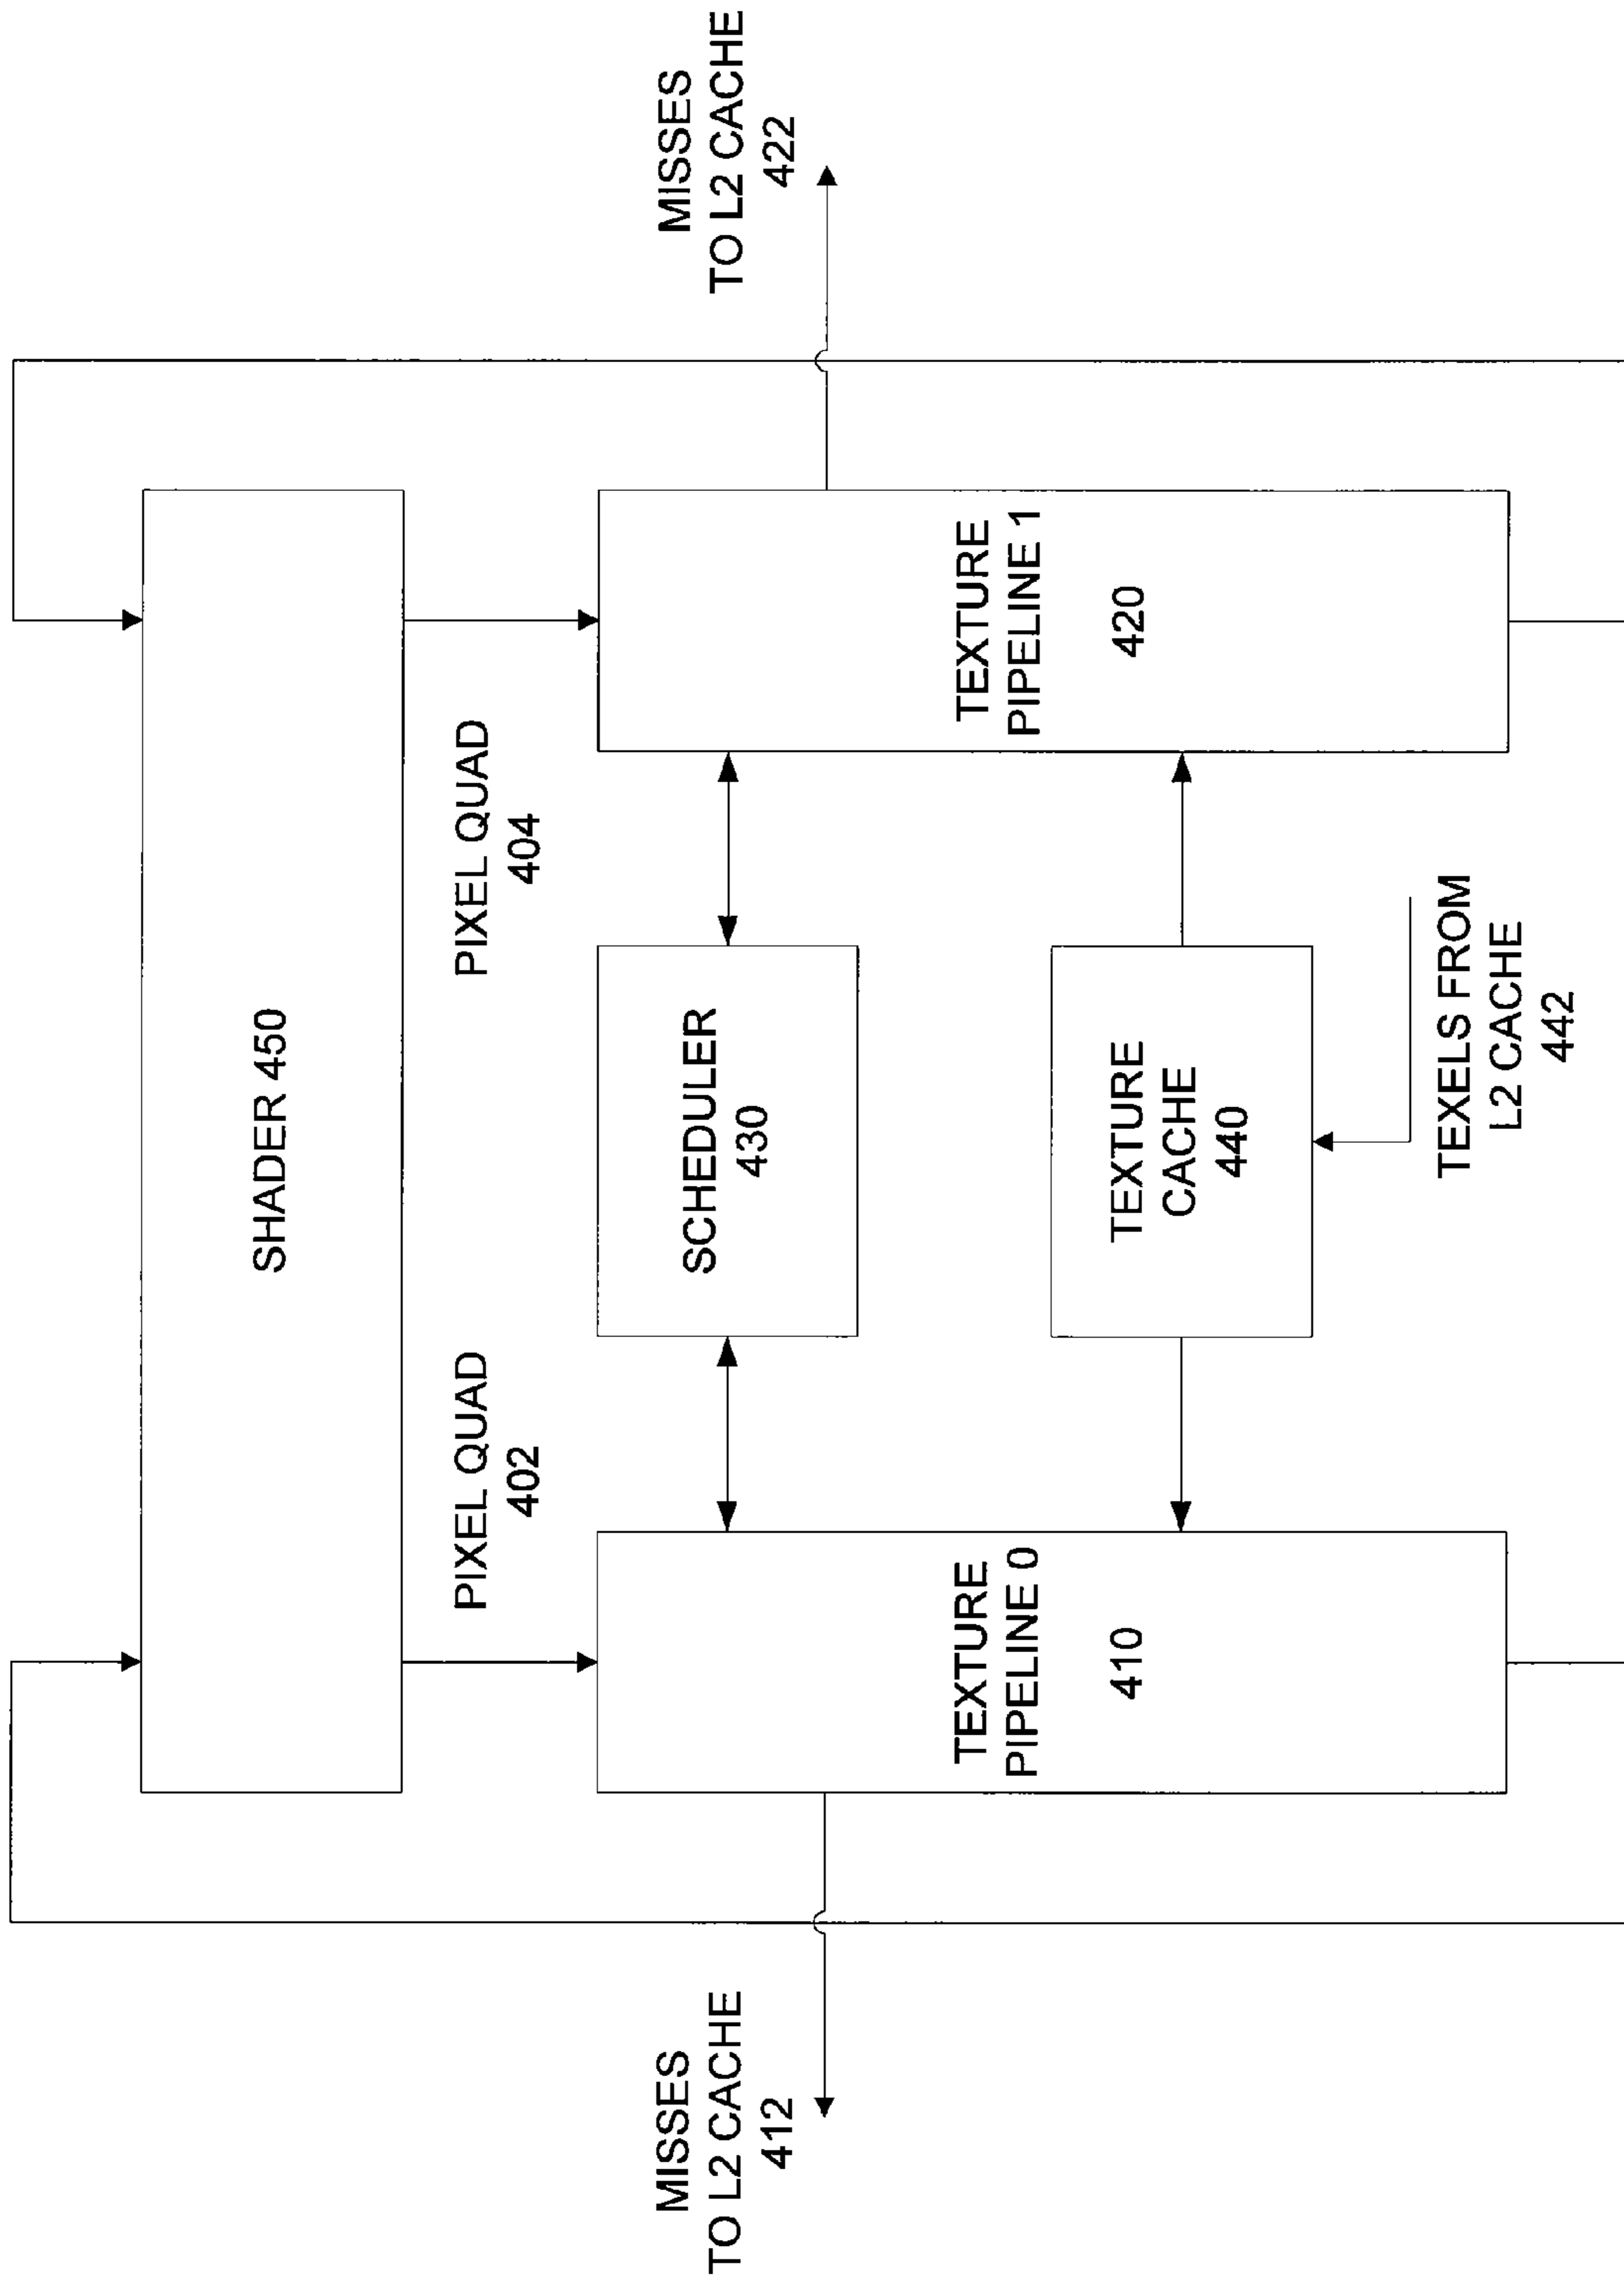 SHADER 450
PIXEL QUAD
402
PIXEL QUAD
404
MISSES
TO L2 CACHE
412
SCHEDULER
430
MISSES
TO L2 CACHE
422
TEXTURE
PIPELINE 0
410
TEXTURE
CACHE
440
TEXTURE
PIPELINE 1
420
TEXELS FROM
L2 CACHE
442